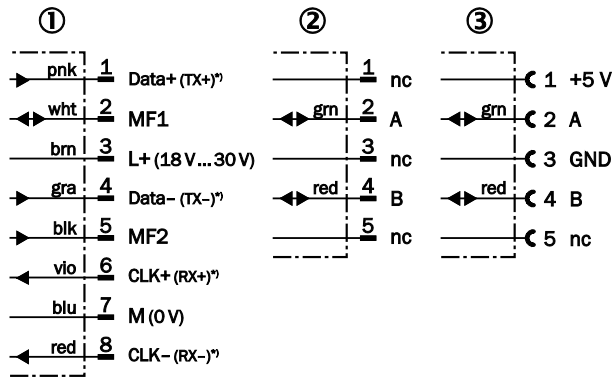 ① ② ③
pnk 1 Data+ (TX+)*)
wht 2 MF1
brn 3 L+ (18 V...30 V)
gra 4 Data– (TX–)*)
blk 5 MF2
vio 6 CLK+ (RX+)*)
blu 7 M (0 V)
red 8 CLK– (RX–)*)
1 nc
grn 2 A
3 nc
red 4 B
5 nc
1 +5 V
grn 2 A
3 GND
red 4 B
5 nc